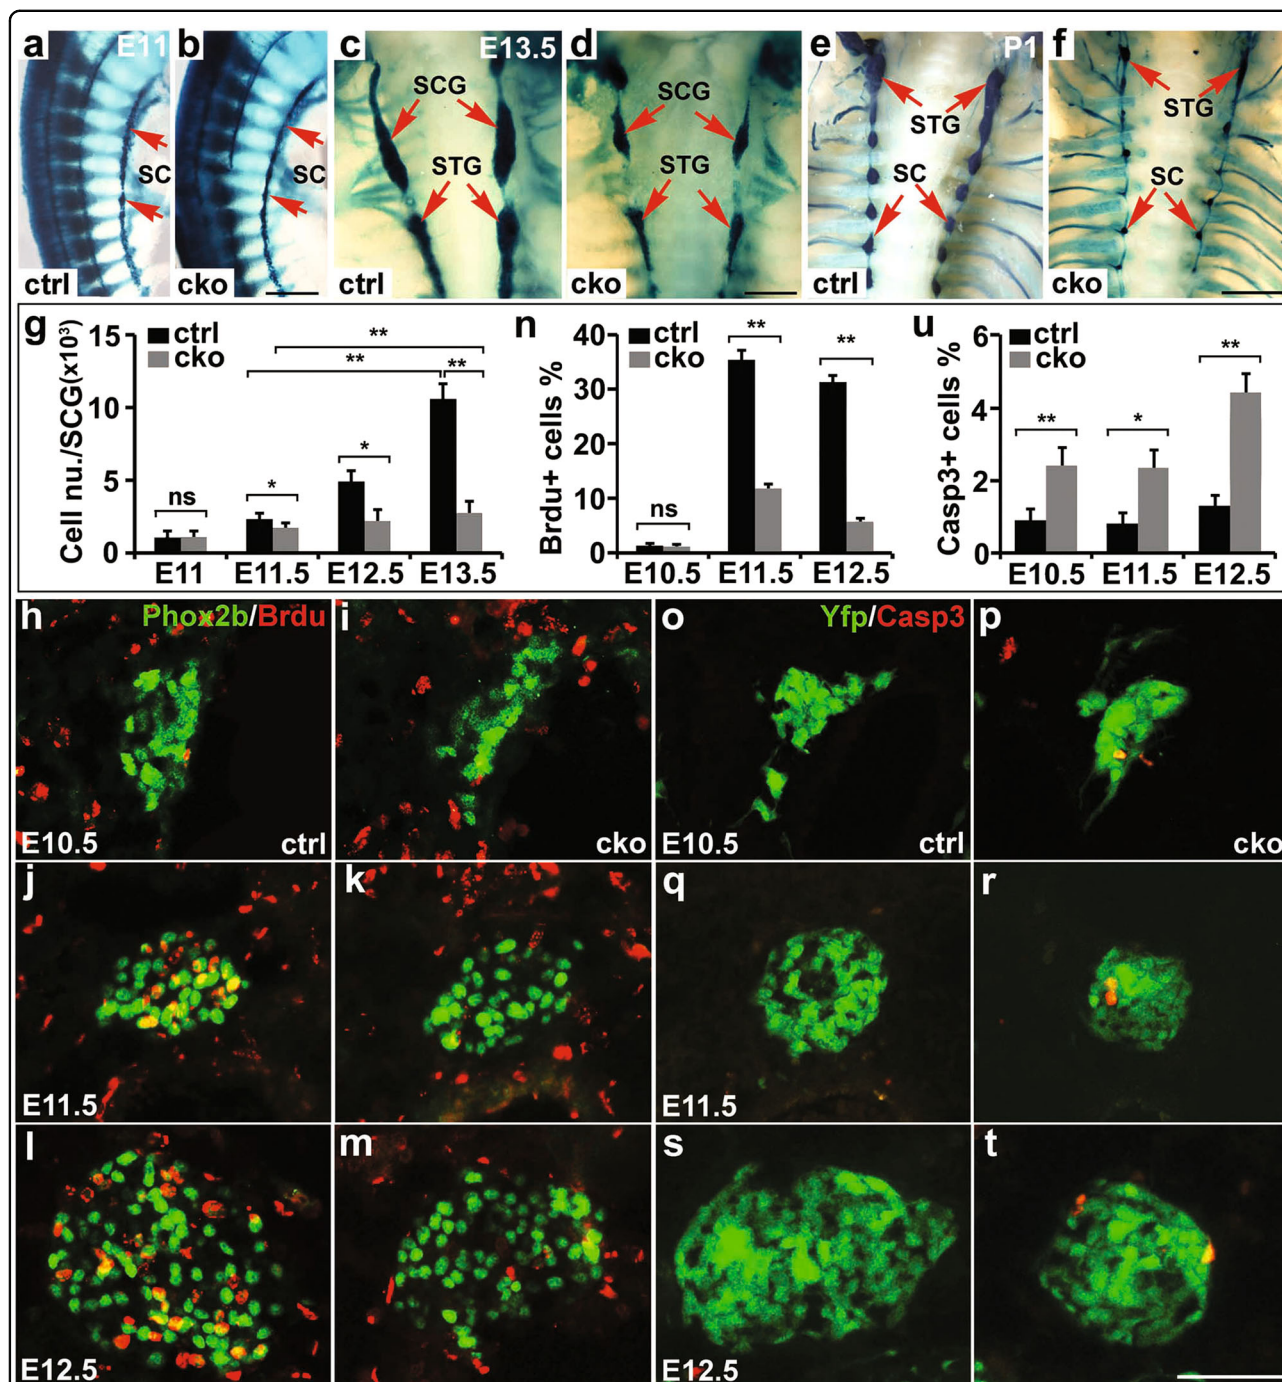 a E11 b c E13.5 d e P1 f
SCG SCG
STG STG STG STG
SC SC SC SC
ctrl cko ctrl cko ctrl cko
g
Cell nu./SCG(x10³)
15
10
5
0
ctrl
cko
ns * * ** ** **
E11 E11.5 E12.5 E13.5
n
Brdu+ cells %
40
30
20
10
0
ctrl
cko
ns ** **
E10.5 E11.5 E12.5
u
Casp3+ cells %
6
4
2
0
ctrl
cko
** * **
E10.5 E11.5 E12.5
h Phox2b/Brdu i o Yfp/Casp3 p
E10.5 ctrl cko E10.5 ctrl cko
j k q r
E11.5 E11.5
l m s t
E12.5 E12.5